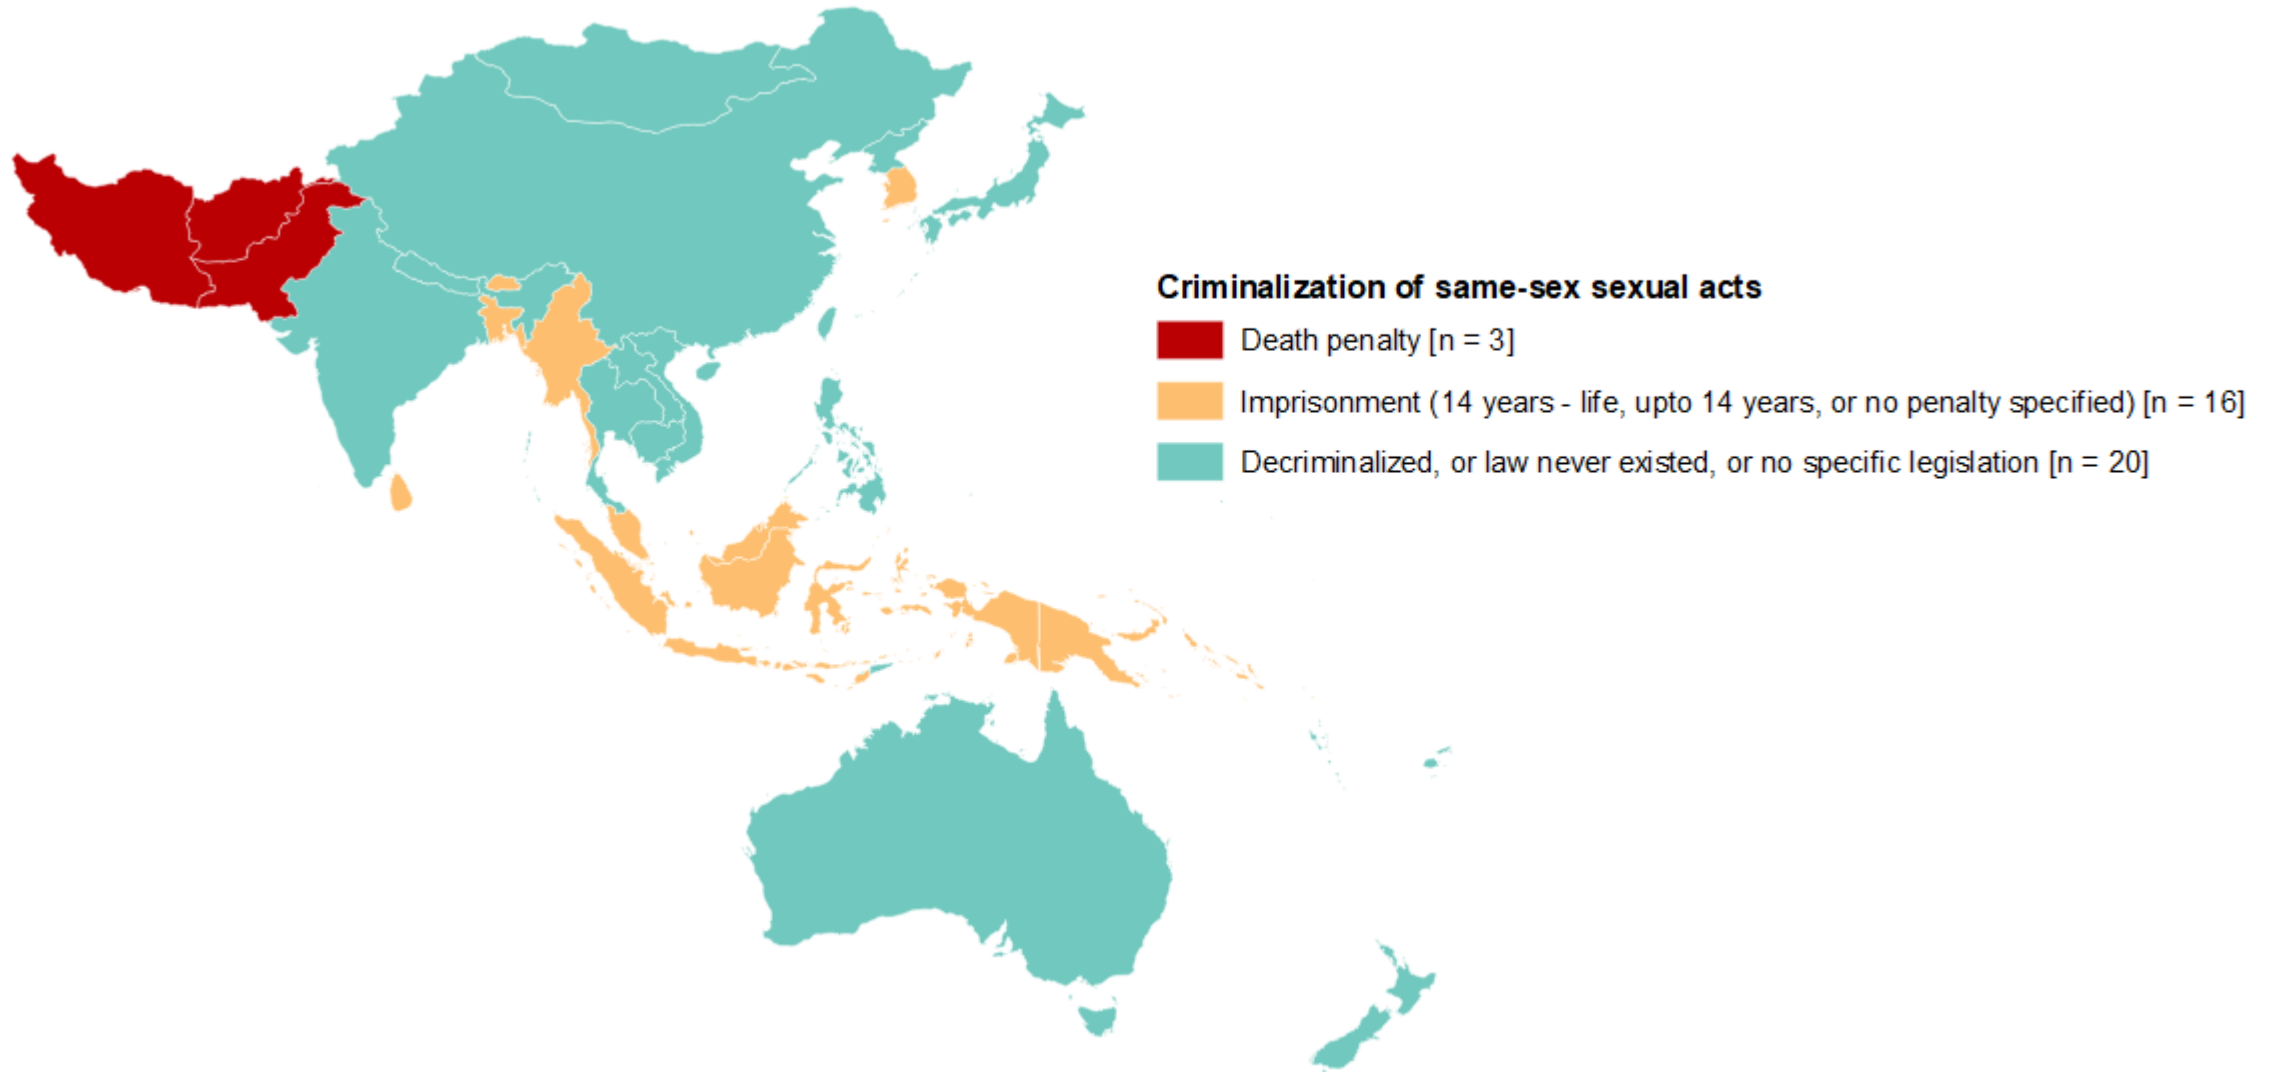 Criminalization of same-sex sexual acts
Death penalty [n = 3]
Imprisonment (14 years - life, upto 14 years, or no penalty specified) [n = 16]
Decriminalized, or law never existed, or no specific legislation [n = 20]